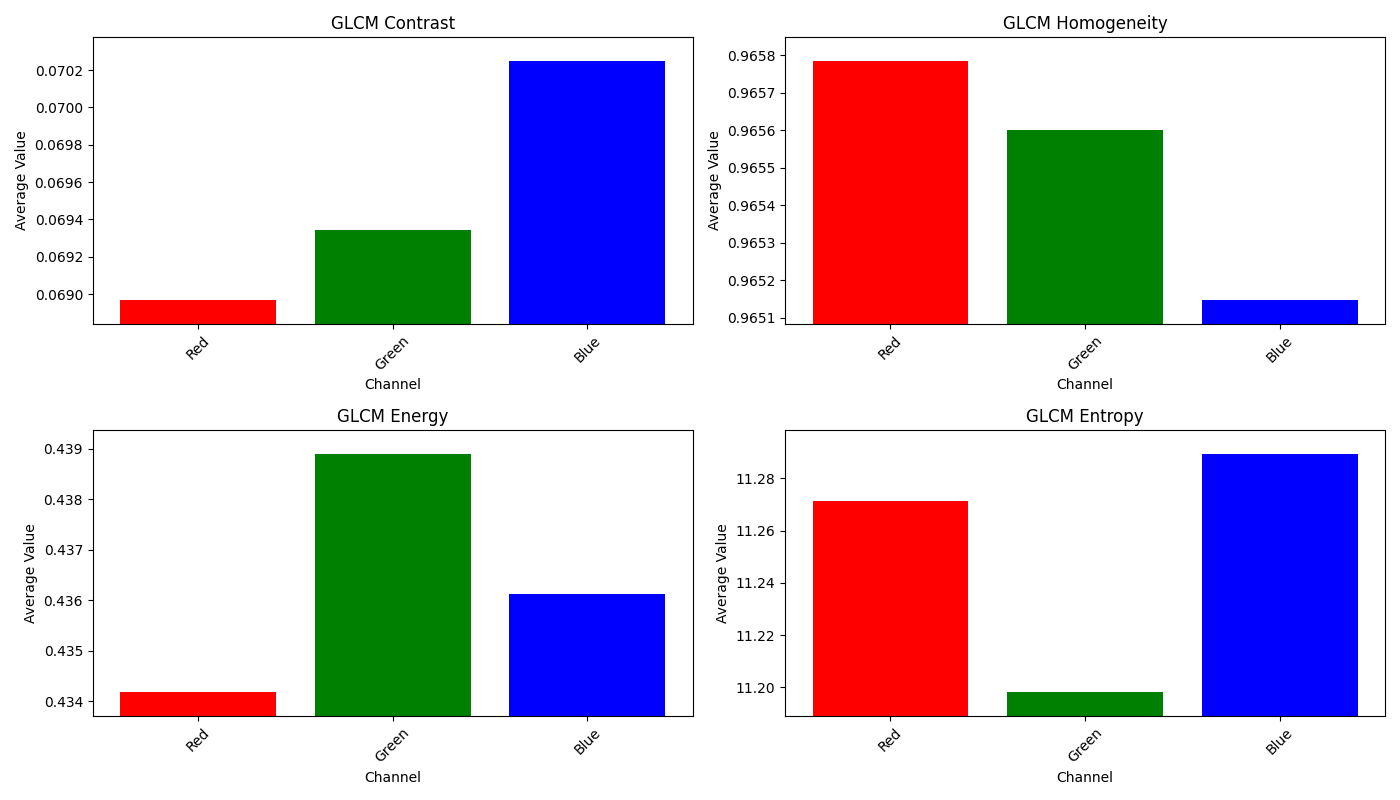 GLCM Contrast
Average Value
0.0702
0.0700
0.0698
0.0696
0.0694
0.0692
0.0690
Red
Green
Blue
Channel
GLCM Homogeneity
Average Value
0.9658
0.9657
0.9656
0.9655
0.9654
0.9653
0.9652
0.9651
Red
Green
Blue
Channel
GLCM Energy
Average Value
0.439
0.438
0.437
0.436
0.435
0.434
Red
Green
Blue
Channel
GLCM Entropy
Average Value
11.28
11.26
11.24
11.22
11.20
Red
Green
Blue
Channel